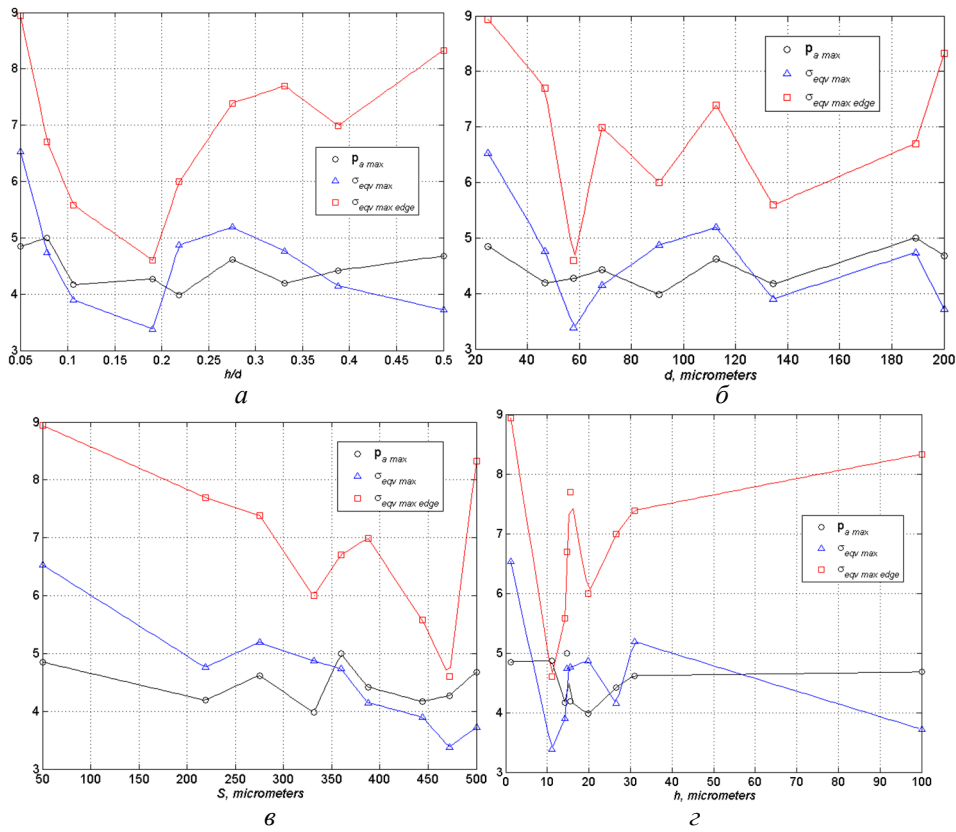 9
8
7
6
5
4
3
0.05 0.1 0.15 0.2 0.25 0.3 0.35 0.4 0.45 0.5
h/d
p a max
σ eqv max
σ eqv max edge
а
9
8
7
6
5
4
3
20 40 60 80 100 120 140 160 180 200
d, micrometers
p a max
σ eqv max
σ eqv max edge
б
9
8
7
6
5
4
3
50 100 150 200 250 300 350 400 450 500
S, micrometers
p a max
σ eqv max
σ eqv max edge
в
9
8
7
6
5
4
3
0 10 20 30 40 50 60 70 80 90 100
h, micrometers
p a max
σ eqv max
σ eqv max edge
г